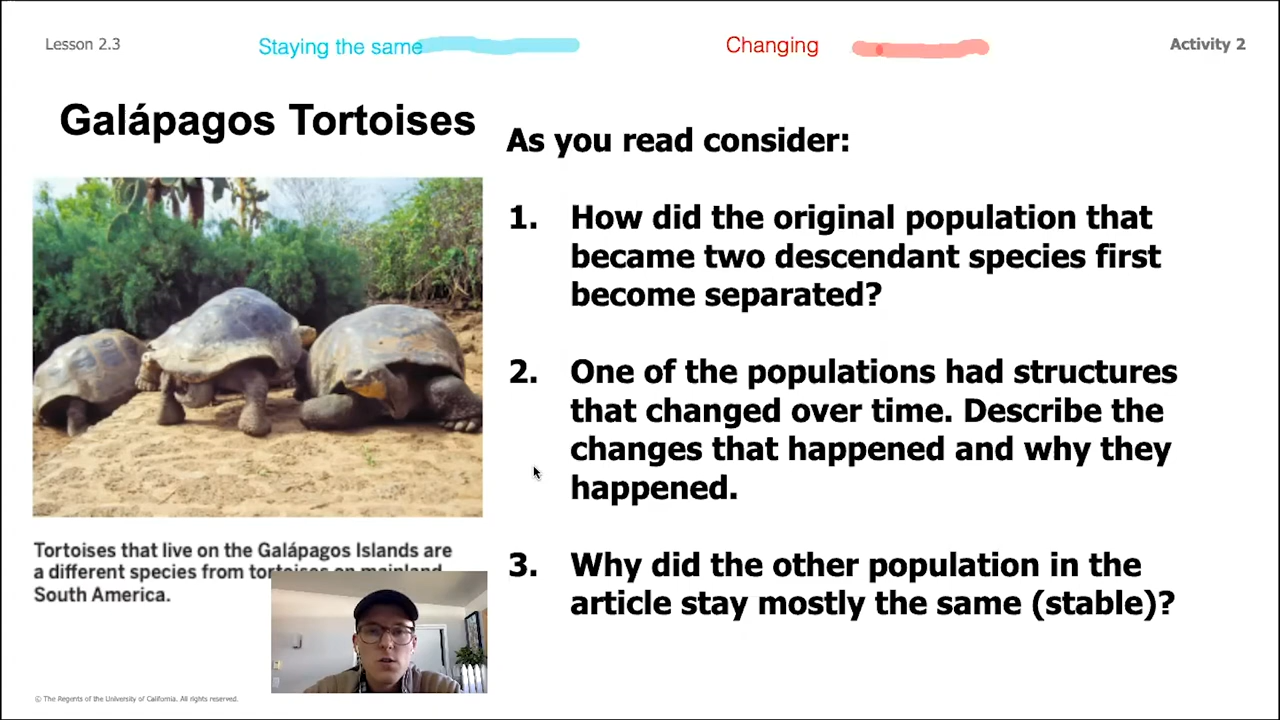 Lesson 2.3
Staying the same
Changing
Activity 2
Galápagos Tortoises
As you read consider:
1. How did the original population that
became two descendant species first
become separated?
2. One of the populations had structures
that changed over time. Describe the
changes that happened and why they
happened.
3. Why did the other population in the
article stay mostly the same (stable)?
Tortoises that live on the Galápagos Islands are
a different species from tortoises on mainland
South America.
© The Regents of the University of California. All rights reserved.